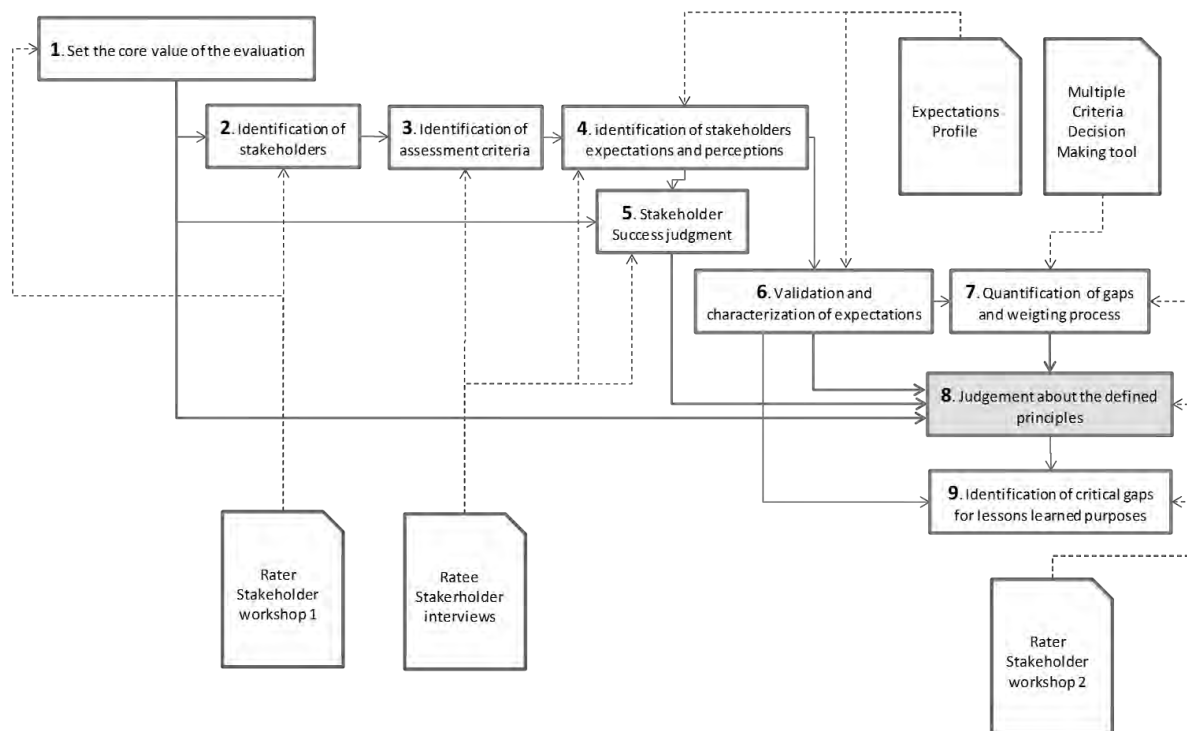 1. Set the core value of the evaluation
2. Identification of
stakeholders
3. Identification of
assessment criteria
4. identification of stakeholders
expectations and perceptions
Expectations
Profile
Multiple
Criteria
Decision
Making tool
5. Stakeholder
Success judgment
6. Validation and
characterization of expectations
7. Quantification of gaps
and weighting process
8. Judgement about the defined
principles
9. Identification of critical gaps
for lessons learned purposes
Rater
Stakeholder
workshop 1
Ratee
Stakerholder
interviews
Rater
Stakeholder
workshop 2